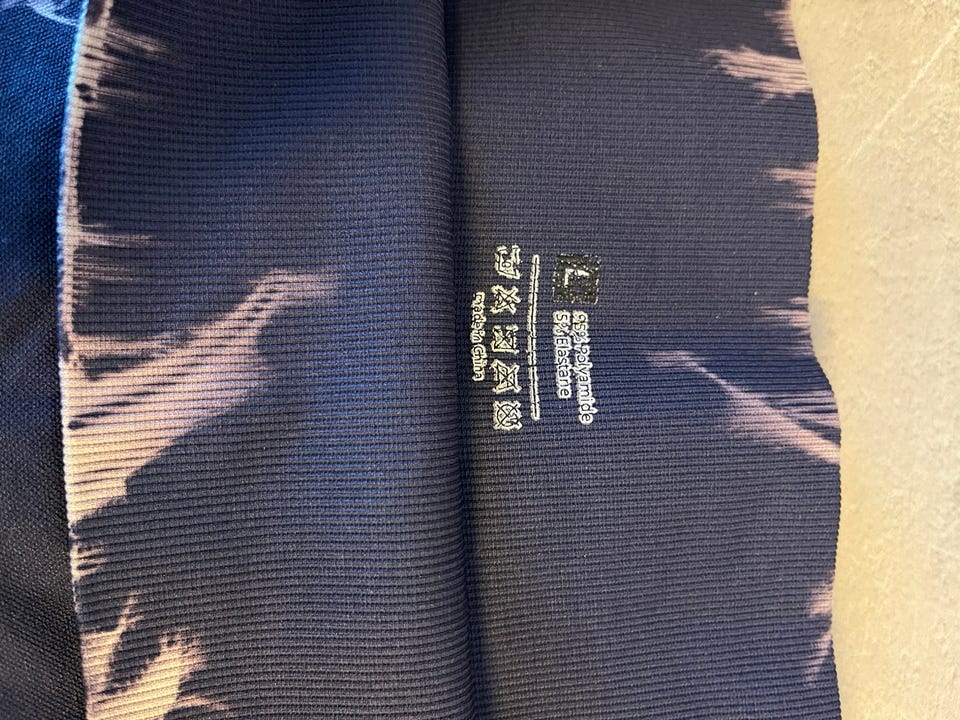 L
95% Polyamide
5% Elastane
made in China